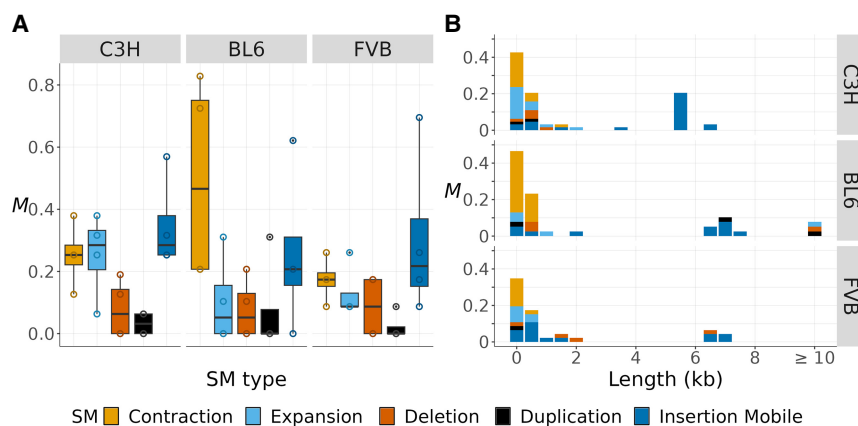 A
C3H BL6 FVB
0.8
0.6
M
0.4
0.2
0.0
SM type
B
0.4
0.2
0
C3H
0.4
M
0.2
0
BL6
0.4
0.2
0
FVB
0 2 4 6 8 ≥ 10
Length (kb)
SM Contraction Expansion Deletion Duplication Insertion Mobile